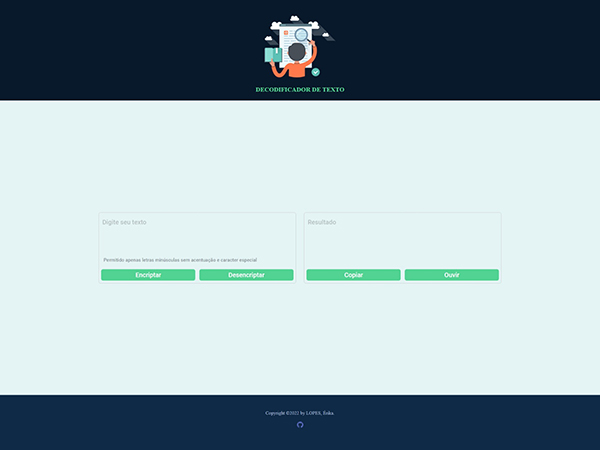 DECODIFICADOR DE TEXTO
Digite seu texto
Resultado
Permitido apenas letras minúsculas sem acentuação e caracter especial
Encriptar
Desencriptar
Copiar
Ouvir
Copyright ©2022 by LOPES, Érika.